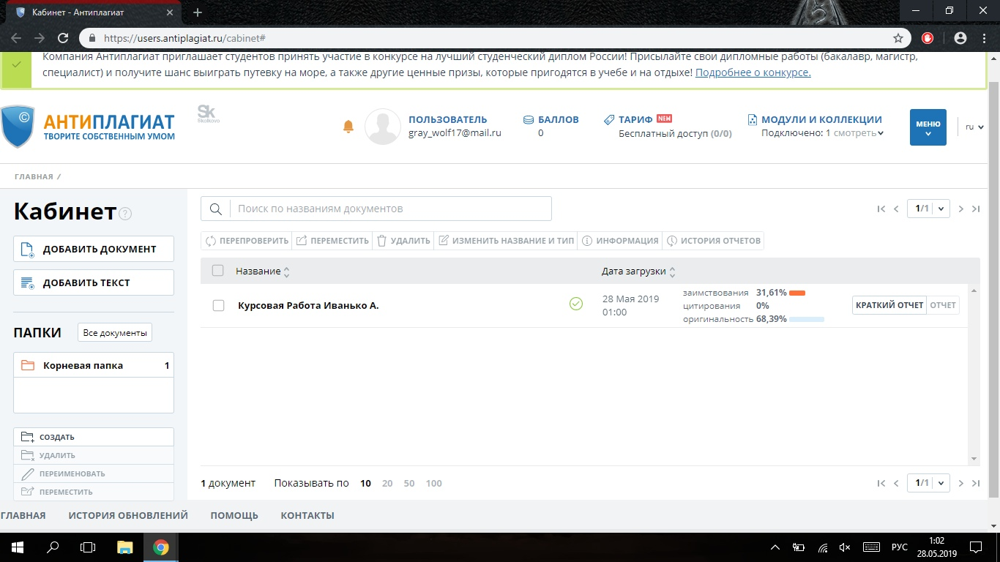 Кабинет - Антиплагиат
https://users.antiplagiat.ru/cabinet#
Компания Антиплагиат приглашает студентов принять участие в конкурсе на лучший студенческий диплом России! Присылайте свои дипломные работы (бакалавр, магистр,
специалист) и получите шанс выиграть путевку на море, а также другие ценные призы, которые пригодятся в учебе и на отдыхе! Подробнее о конкурсе.
©
АНТИПЛАГИАТ
ТВОРИТЕ СОБСТВЕННЫМ УМОМ
Sk
Skolkovo
ПОЛЬЗОВАТЕЛЬ
gray_wolf17@mail.ru
БАЛЛОВ
0
ТАРИФ NEW
Бесплатный доступ (0/0)
МОДУЛИ И КОЛЛЕКЦИИ
Подключено: 1 смотреть
МЕНЮ
ru
ГЛАВНАЯ /
Кабинет ?
ДОБАВИТЬ ДОКУМЕНТ
ДОБАВИТЬ ТЕКСТ
ПАПКИ Все документы
Корневая папка 1
СОЗДАТЬ
УДАЛИТЬ
ПЕРЕИМЕНОВАТЬ
ПЕРЕМЕСТИТЬ
Поиск по названиям документов
1/1
ПЕРЕПРОВЕРИТЬ ПЕРЕМЕСТИТЬ УДАЛИТЬ ИЗМЕНИТЬ НАЗВАНИЕ И ТИП ИНФОРМАЦИЯ ИСТОРИЯ ОТЧЕТОВ
Название Дата загрузки
Курсовая Работа Иванько А.
28 Мая 2019
01:00
заимствования 31,61%
цитирования 0%
оригинальность 68,39%
КРАТКИЙ ОТЧЕТ ОТЧЕТ
1 документ Показывать по 10 20 50 100
1/1
ГЛАВНАЯ ИСТОРИЯ ОБНОВЛЕНИЙ ПОМОЩЬ КОНТАКТЫ
РУС
1:02
28.05.2019